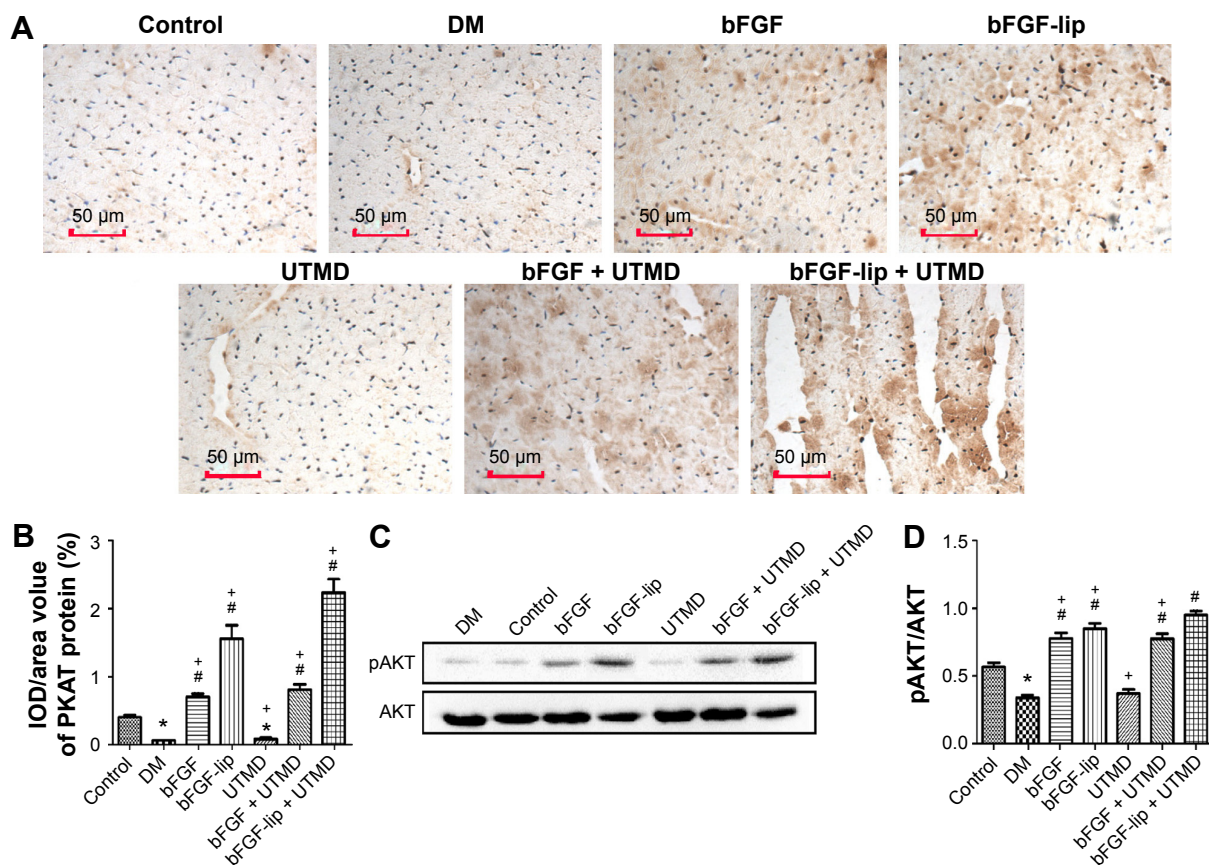 A
Control
DM
bFGF
bFGF-lip
50 µm
50 µm
50 µm
50 µm
UTMD
bFGF + UTMD
bFGF-lip + UTMD
50 µm
50 µm
50 µm
B
IOD/area volue
of PKAT protein (%)
3
2
1
0
*
+
#
+
#
+
*
+
#
+
#
Control
DM
bFGF
bFGF-lip
UTMD
bFGF + UTMD
bFGF-lip + UTMD
C
DM
Control
bFGF
bFGF-lip
UTMD
bFGF + UTMD
bFGF-lip + UTMD
pAKT
AKT
D
pAKT/AKT
1.5
1.0
0.5
0.0
*
+
#
+
#
+
+
#
#
Control
DM
bFGF
bFGF-lip
UTMD
bFGF + UTMD
bFGF-lip + UTMD